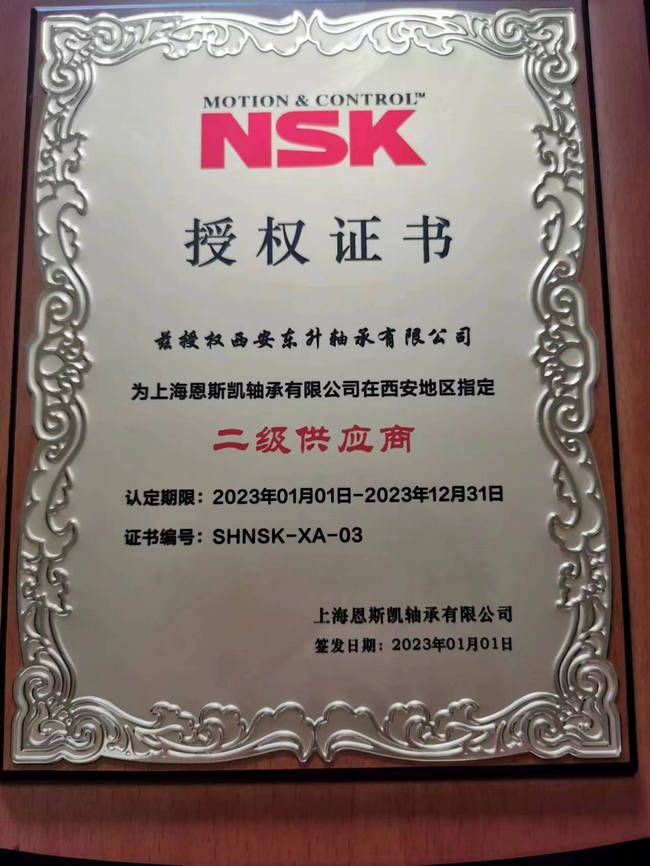 MOTION & CONTROL™
NSK
授权证书
兹授权西安东升轴承有限公司
为上海恩斯凯轴承有限公司在西安地区指定
二级供应商
认定期限：2023年01月01日-2023年12月31日
证书编号：SHNSK-XA-03
上海恩斯凯轴承有限公司
签发日期：2023年01月01日